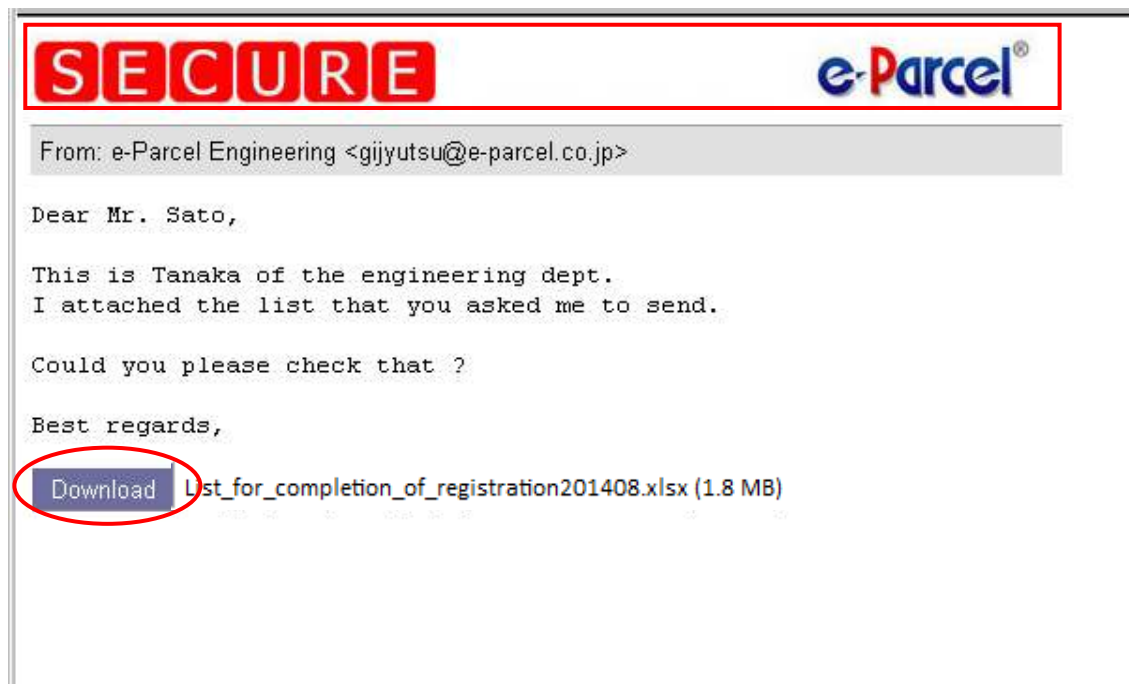 SECURE e-Parcel®
From: e-Parcel Engineering <gijyutsu@e-parcel.co.jp>
Dear Mr. Sato,
This is Tanaka of the engineering dept.
I attached the list that you asked me to send.
Could you please check that ?
Best regards,
Download List_for_completion_of_registration201408.xlsx (1.8 MB)